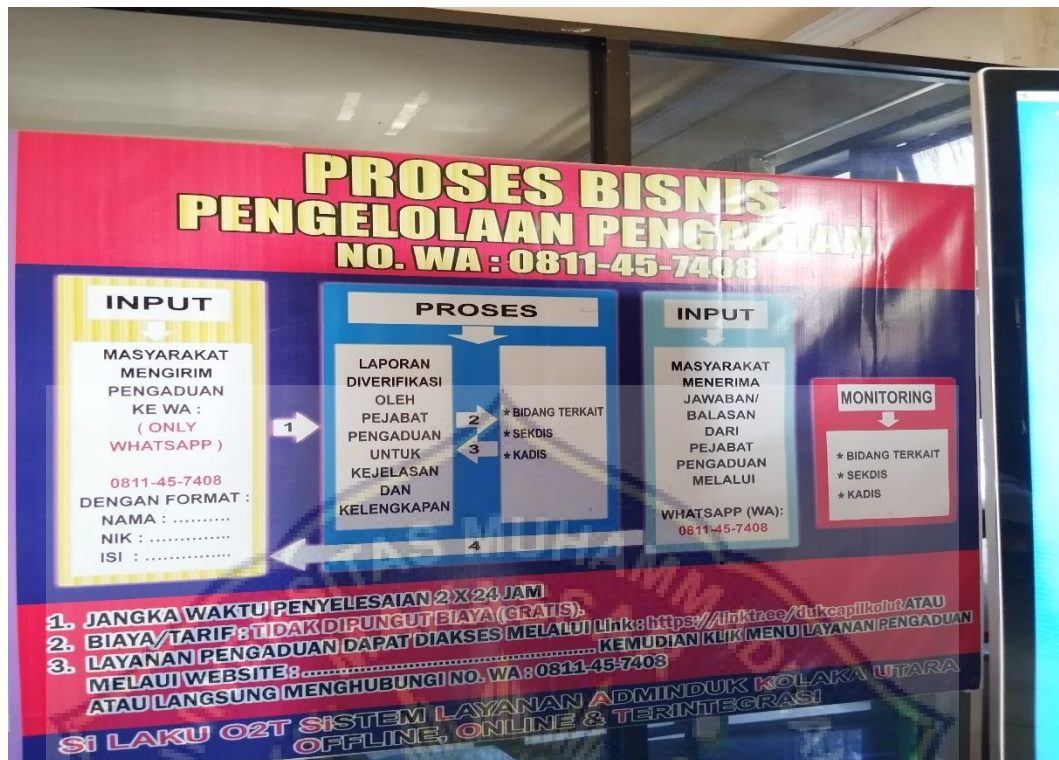 PROSES BISNIS
PENGELOLAAN PENGADUAN
NO. WA : 0811-45-7408
INPUT
MASYARAKAT
MENGIRIM
PENGADUAN
KE WA :
( ONLY
WHATSAPP )
0811-45-7408
DENGAN FORMAT :
NAMA : ..........
NIK : .............
ISI : ..............
1
PROSES
LAPORAN
DIVERIFIKASI
OLEH
PEJABAT
PENGADUAN
UNTUK
KEJELASAN
DAN
KELENGKAPAN
2
3
* BIDANG TERKAIT
* SEKDIS
* KADIS
INPUT
MASYARAKAT
MENERIMA
JAWABAN/
BALASAN
DARI
PEJABAT
PENGADUAN
MELALUI
WHATSAPP (WA):
0811-45-7408
4
MONITORING
* BIDANG TERKAIT
* SEKDIS
* KADIS
1. JANGKA WAKTU PENYELESAIAN 2 X 24 JAM
2. BIAYA/TARIF : TIDAK DIPUNGUT BIAYA (GRATIS).
3. LAYANAN PENGADUAN DAPAT DIAKSES MELALUI Link : https://linktr.ee/dukcapilkolut ATAU
MELAUI WEBSITE : .................................................. KEMUDIAN KLIK MENU LAYANAN PENGADUAN
ATAU LANGSUNG MENGHUBUNGI NO. WA : 0811-45-7408
Si LAKU O2T SISTEM LAYANAN ADMINDUK KOLAKA UTARA
OFFLINE, ONLINE & TERINTEGRASI